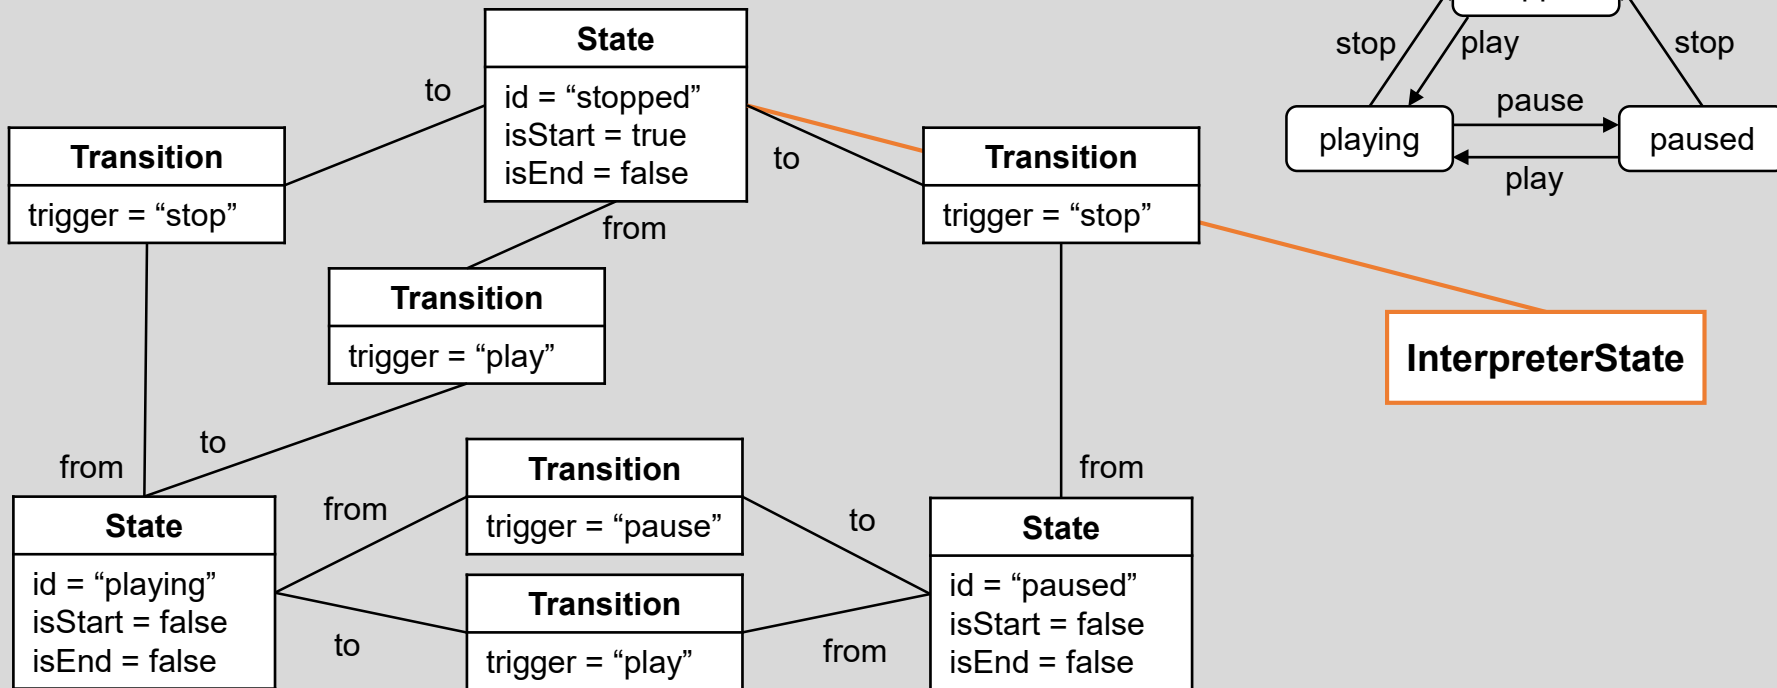 State
id = “stopped”
isStart = true
isEnd = false
to
Transition
trigger = “stop”
to
Transition
trigger = “stop”
from
Transition
trigger = “play”
to
from
State
id = “playing”
isStart = false
isEnd = false
from
Transition
trigger = “pause”
to
to
Transition
trigger = “play”
from
from
State
id = “paused”
isStart = false
isEnd = false
InterpreterState
stop
play
stop
pause
playing
paused
play